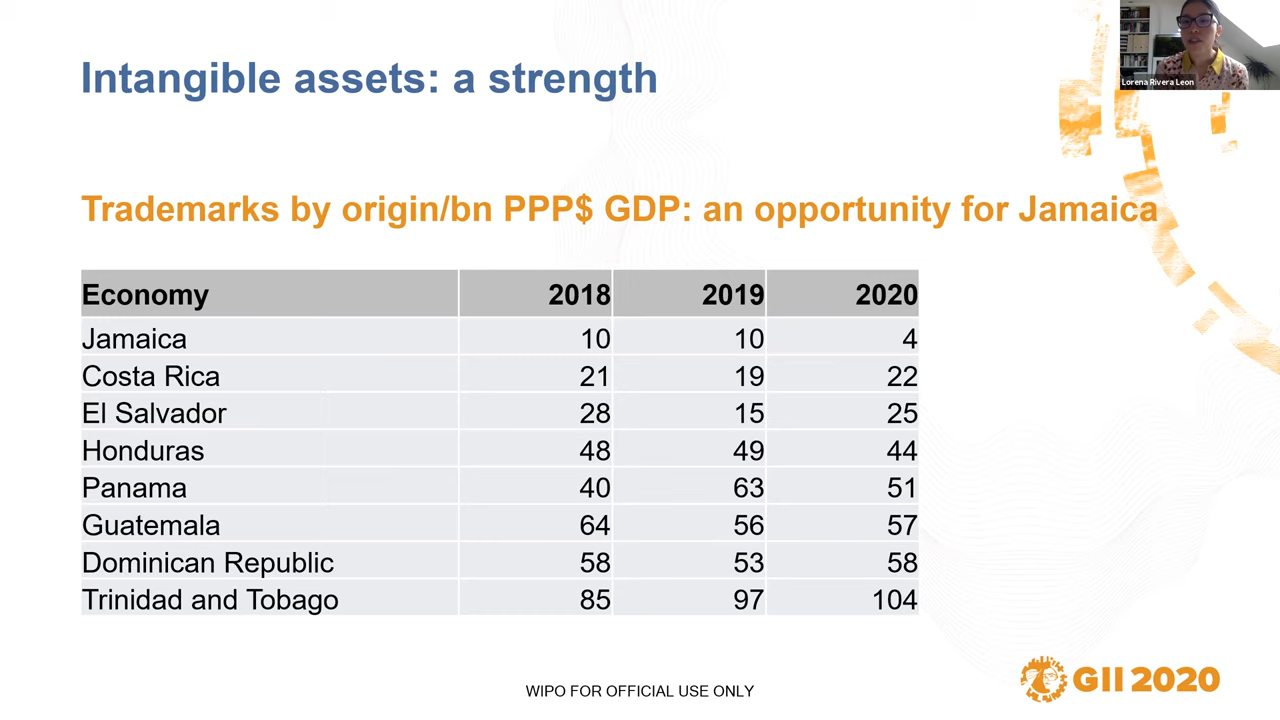 Lorena Rivera Leon
Intangible assets: a strength
Trademarks by origin/bn PPP$ GDP: an opportunity for Jamaica
Economy 2018 2019 2020
Jamaica 10 10 4
Costa Rica 21 19 22
El Salvador 28 15 25
Honduras 48 49 44
Panama 40 63 51
Guatemala 64 56 57
Dominican Republic 58 53 58
Trinidad and Tobago 85 97 104
WIPO FOR OFFICIAL USE ONLY
GII 2020